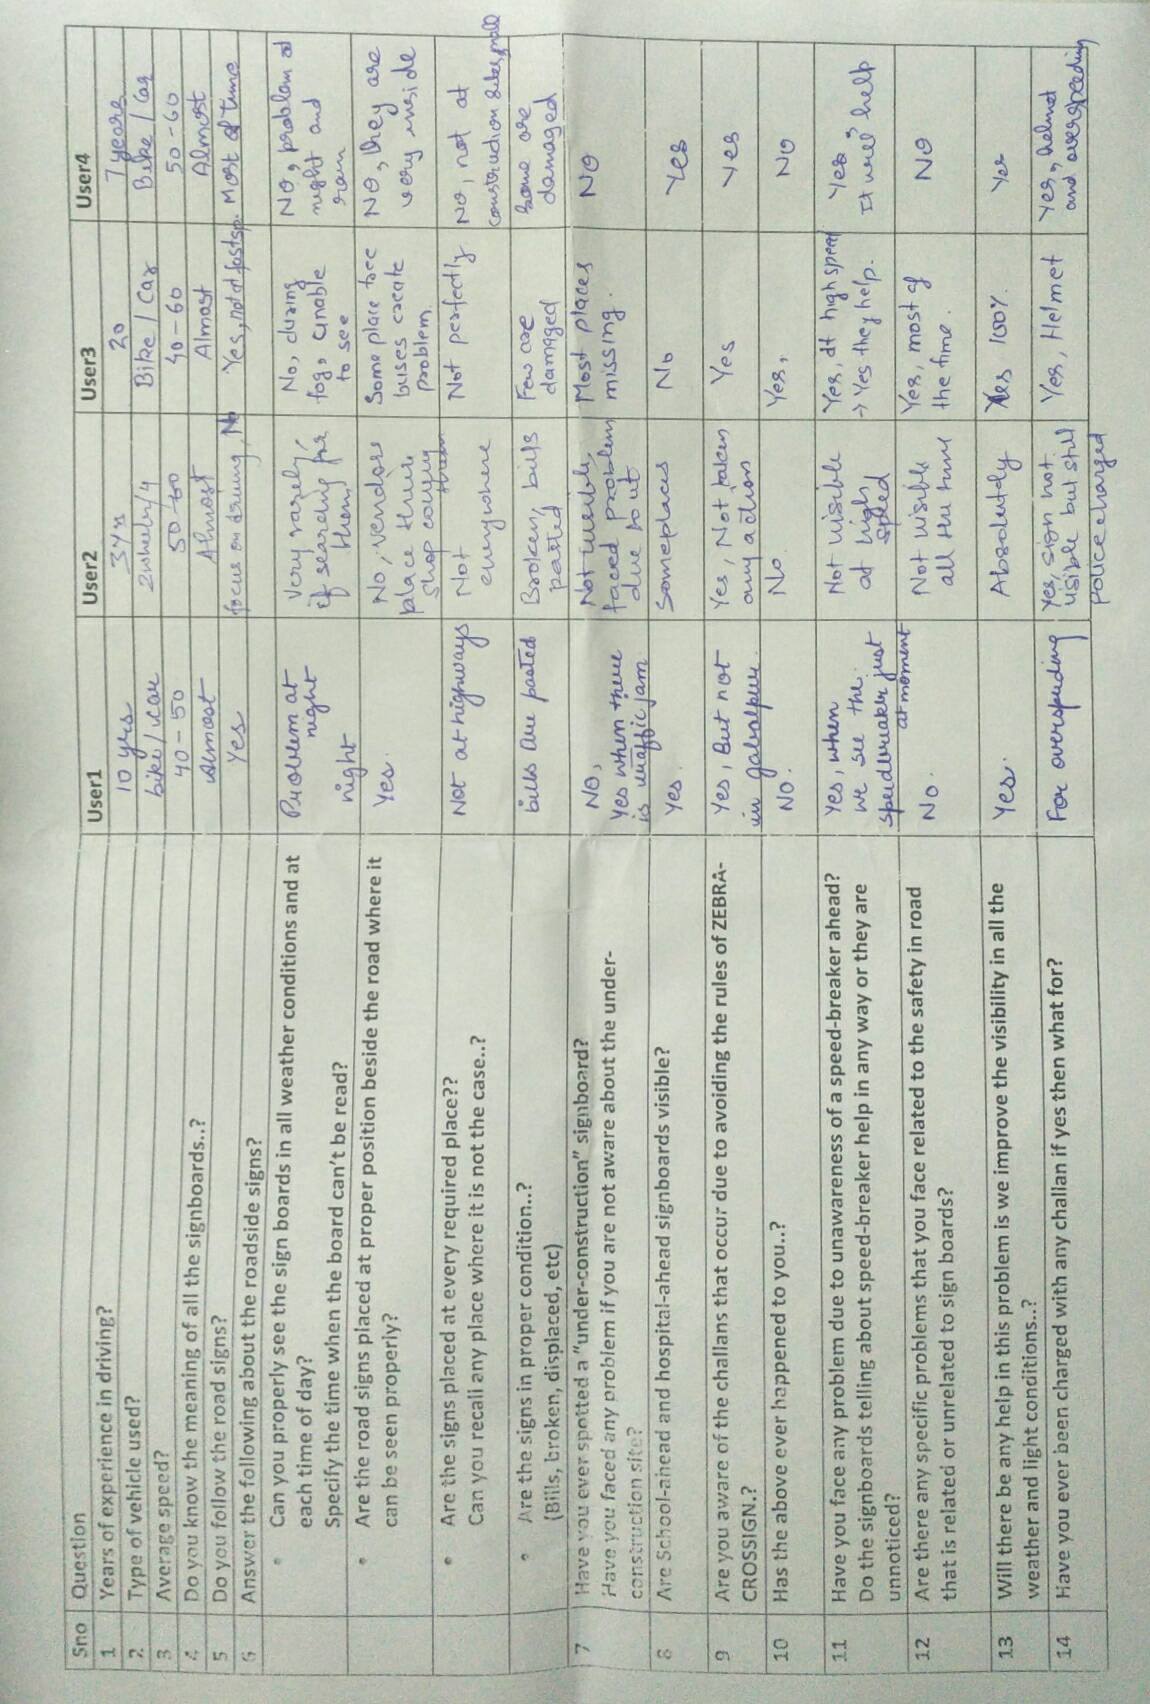 Sno Question User1 User2 User3 User4
1 Years of experience in driving? 10 yrs 3 yr 20 7 years
2 Type of vehicle used? bike/car 2wheeler/4 Bike / Car Bike / Car
3 Average speed? 40-50 50-60 40-60 50-60
4 Do you know the meaning of all the signboards..? Almost Almost Almost Almost
5 Do you follow the road signs? Yes focus on driving, No Yes, not at fastsp. Most of time
6 Answer the following about the roadside signs?
• Can you properly see the sign boards in all weather conditions and at
each time of day?
Specify the time when the board can't be read?
Problem at
night
night
Very rarely,
if searching for
them
No, during
fog, unable
to see
No, problem at
night and
rain
• Are the road signs placed at proper position beside the road where it
can be seen properly?
Yes.
No, vendors
place their
shop covering
them
Some place tree
buses create
problem.
No, they are
very inside
• Are the signs placed at every required place??
Can you recall any place where it is not the case..?
Not at highways
Not
everywhere
Not perfectly
No, not at
construction sites,
• Are the signs in proper condition..?
(Bills, broken, displaced, etc)
bills are pasted
Broken, bills
pasted
Few are
damaged
Some are
damaged
7 Have you ever spotted a "under-construction" signboard?
Have you faced any problem if you are not aware about the under-
construction site?
No,
Yes when there
is traffic jam
Not
faced problem
due to it
Most places
missing.
No
8 Are School-ahead and hospital-ahead signboards visible?
Yes.
Someplaces
No
Yes
9 Are you aware of the challans that occur due to avoiding the rules of ZEBRA-
CROSSIGN.?
Yes, But not
in jabalpur.
Yes, Not taken
any action
Yes
Yes
10 Has the above ever happened to you..?
No.
No.
Yes,
No
11 Have you face any problem due to unawareness of a speed-breaker ahead?
Do the signboards telling about speed-breaker help in any way or they are
unnoticed?
Yes, when
we see the
speedbreaker just
at moment
Not visible
at high
speed
Yes, at high speed
→ Yes they help.
Yes,
It will help
12 Are there any specific problems that you face related to the safety in road
that is related or unrelated to sign boards?
No.
Not visible
all the time
Yes, most of
the time.
No
13 Will there be any help in this problem is we improve the visibility in all the
weather and light conditions..?
Yes.
Absolutely
Yes 100%
Yes
14 Have you ever been charged with any challan if yes then what for?
For overspeeding
Yes, sign not
visible but still
police charged
Yes, Helmet
Yes, helmet
and overspeeding